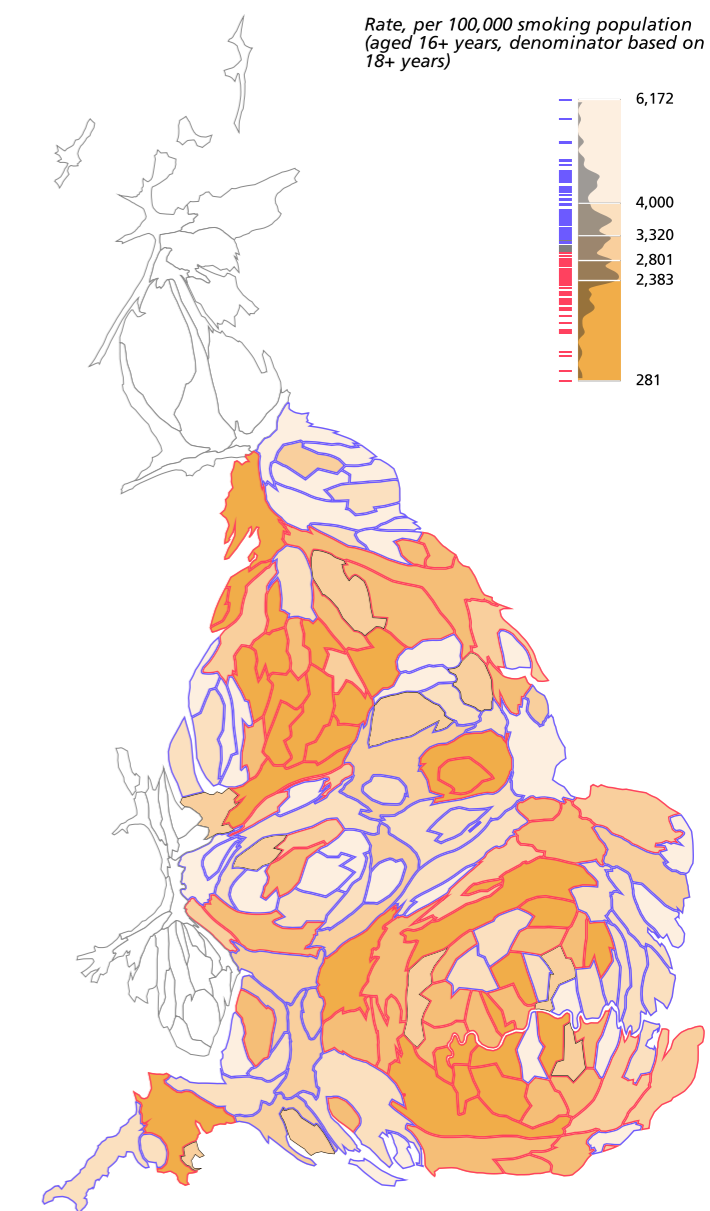 Rate, per 100,000 smoking population
(aged 16+ years, denominator based on
18+ years)
6,172
4,000
3,320
2,801
2,383
281